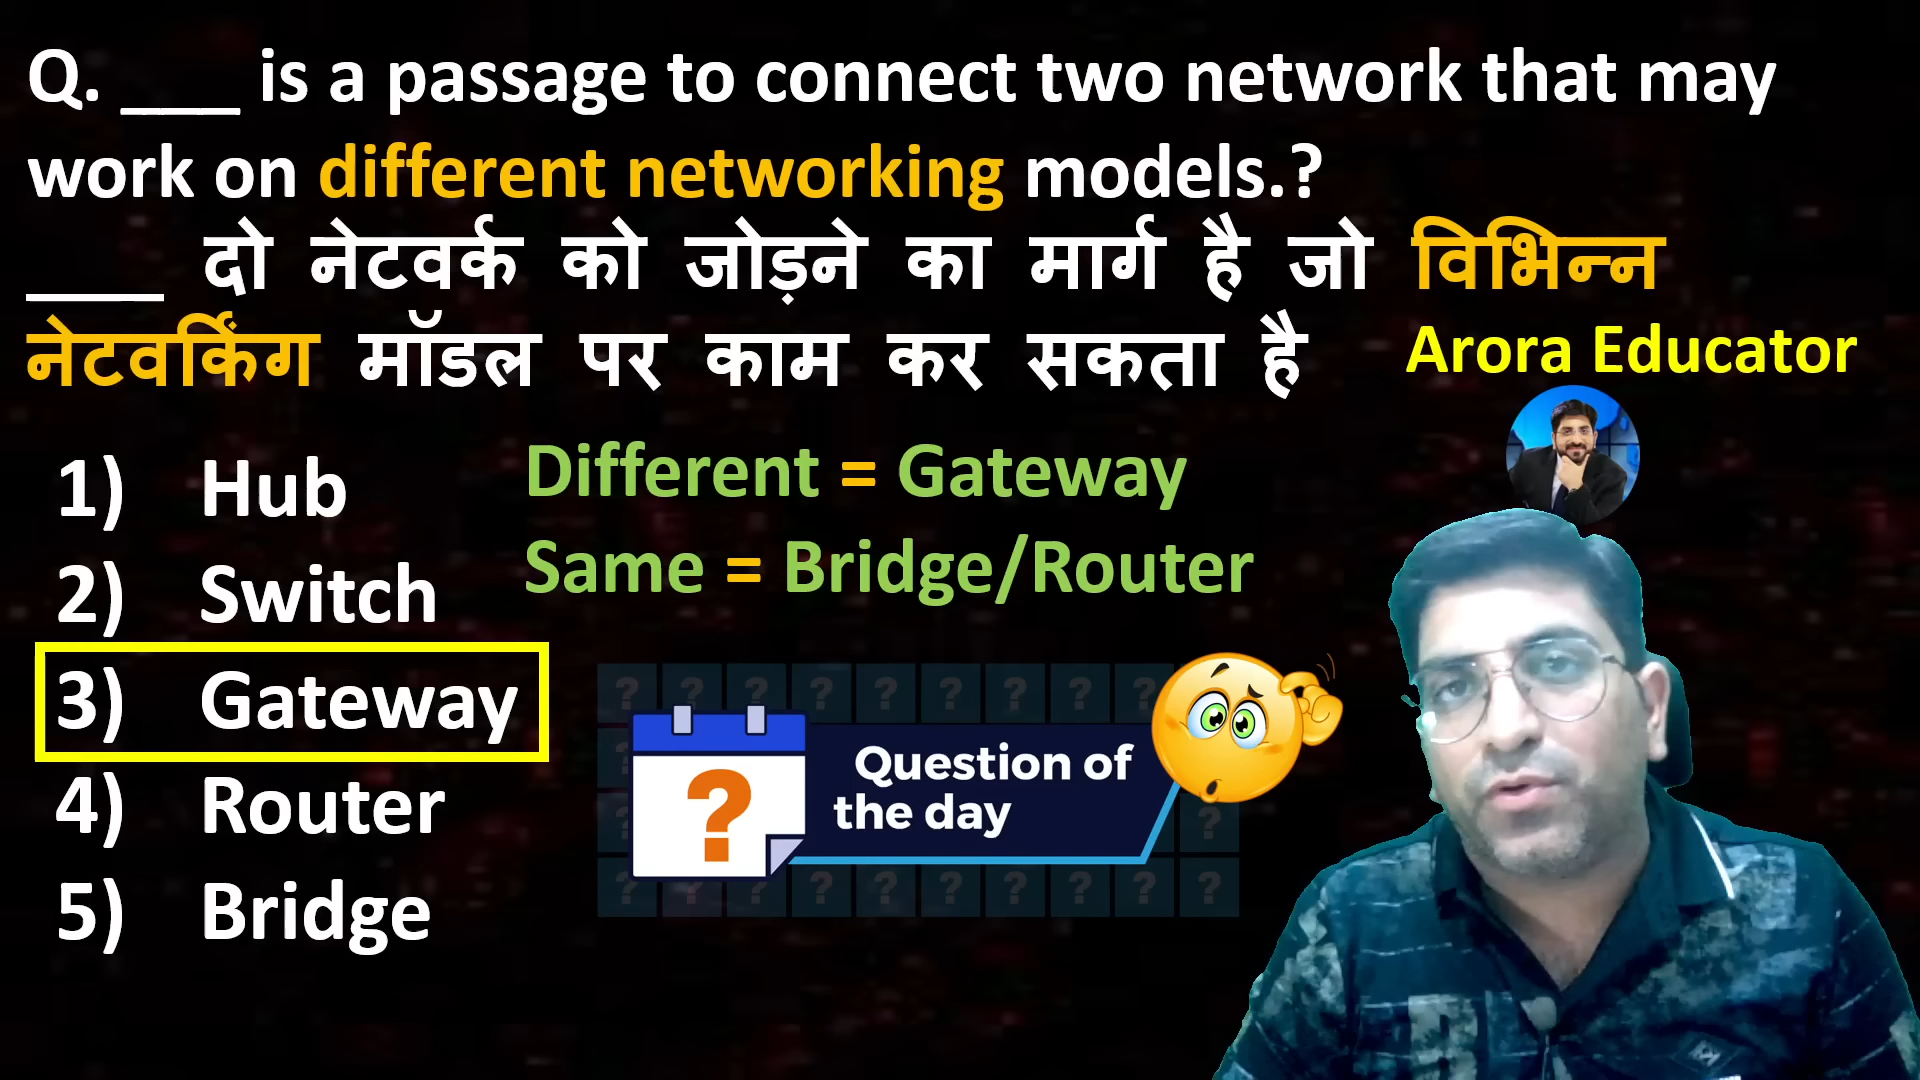 Q. ___ is a passage to connect two network that may
work on different networking models.?
____ दो नेटवर्क को जोड़ने का मार्ग है जो विभिन्न
नेटवर्किंग मॉडल पर काम कर सकता है
Arora Educator
1) Hub
2) Switch
3) Gateway
4) Router
5) Bridge
Different = Gateway
Same = Bridge/Router
?
Question of
the day